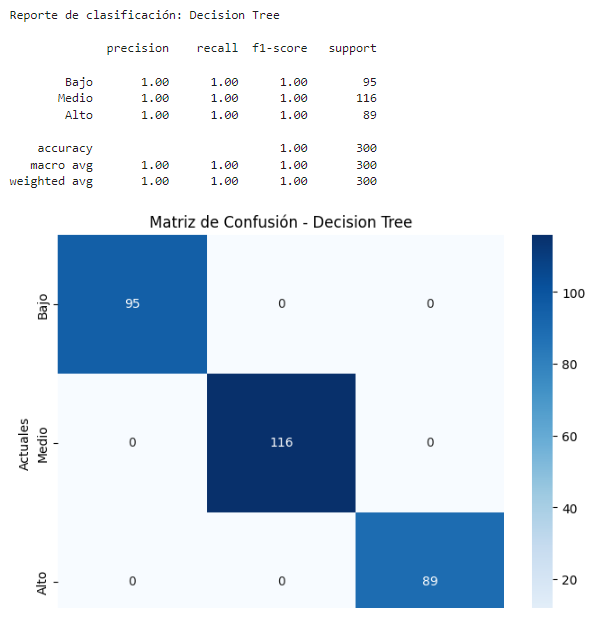 Reporte de clasificación: Decision Tree
precision recall f1-score support
Bajo 1.00 1.00 1.00 95
Medio 1.00 1.00 1.00 116
Alto 1.00 1.00 1.00 89
accuracy 1.00 300
macro avg 1.00 1.00 1.00 300
weighted avg 1.00 1.00 1.00 300
Matriz de Confusión - Decision Tree
Actuales
Bajo 95 0 0
Medio 0 116 0
Alto 0 0 89
100
80
60
40
20